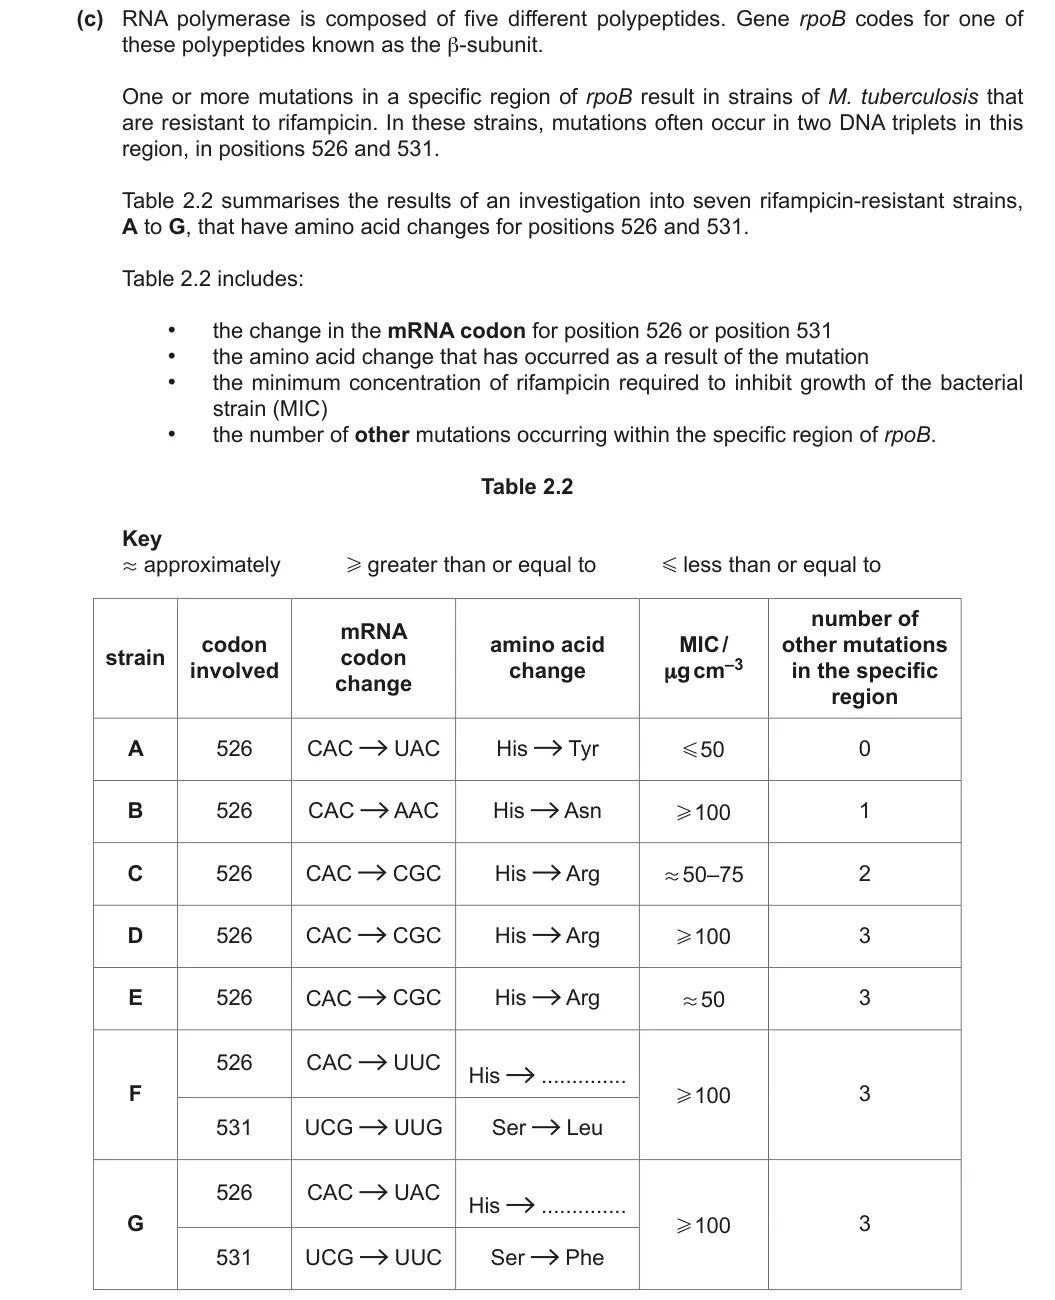 (c) RNA polymerase is composed of five different polypeptides. Gene rpoB codes for one of
these polypeptides known as the β-subunit.
One or more mutations in a specific region of rpoB result in strains of M. tuberculosis that
are resistant to rifampicin. In these strains, mutations often occur in two DNA triplets in this
region, in positions 526 and 531.
Table 2.2 summarises the results of an investigation into seven rifampicin-resistant strains,
A to G, that have amino acid changes for positions 526 and 531.
Table 2.2 includes:
• the change in the mRNA codon for position 526 or position 531
• the amino acid change that has occurred as a result of the mutation
• the minimum concentration of rifampicin required to inhibit growth of the bacterial
strain (MIC)
• the number of other mutations occurring within the specific region of rpoB.
Table 2.2
Key
≈ approximately ⩾ greater than or equal to ⩽ less than or equal to
strain codon involved mRNA codon change amino acid change MIC / µg cm⁻³ number of other mutations in the specific region
A 526 CAC → UAC His → Tyr ⩽50 0
B 526 CAC → AAC His → Asn ⩾100 1
C 526 CAC → CGC His → Arg ≈50–75 2
D 526 CAC → CGC His → Arg ⩾100 3
E 526 CAC → CGC His → Arg ≈50 3
F 526 CAC → UUC His → .............. ⩾100 3
531 UCG → UUG Ser → Leu
G 526 CAC → UAC His → .............. ⩾100 3
531 UCG → UUC Ser → Phe